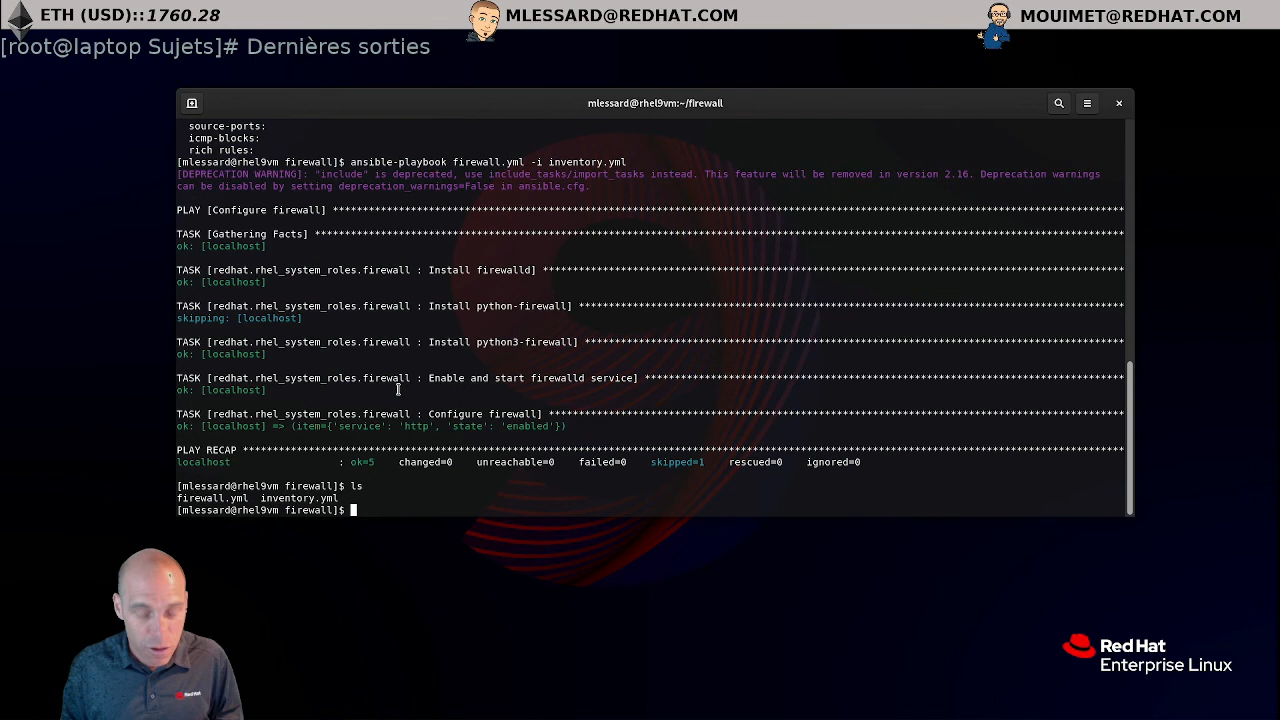 ETH (USD)::1760.28
MLESSARD@REDHAT.COM
MOUIMET@REDHAT.COM
[root@laptop Sujets]# Dernières sorties
mlessard@rhel9vm:~/firewall
source-ports:
icmp-blocks:
rich rules:
[mlessard@rhel9vm firewall]$ ansible-playbook firewall.yml -i inventory.yml
[DEPRECATION WARNING]: "include" is deprecated, use include_tasks/import_tasks instead. This feature will be removed in version 2.16. Deprecation warnings
can be disabled by setting deprecation_warnings=False in ansible.cfg.
PLAY [Configure firewall] ************************************************************************************************************************************
TASK [Gathering Facts] ***************************************************************************************************************************************
ok: [localhost]
TASK [redhat.rhel_system_roles.firewall : Install firewalld] *************************************************************************************************
ok: [localhost]
TASK [redhat.rhel_system_roles.firewall : Install python-firewall] *******************************************************************************************
skipping: [localhost]
TASK [redhat.rhel_system_roles.firewall : Install python3-firewall] ******************************************************************************************
ok: [localhost]
TASK [redhat.rhel_system_roles.firewall : Enable and start firewalld service] ********************************************************************************
ok: [localhost]
TASK [redhat.rhel_system_roles.firewall : Configure firewall] ************************************************************************************************
ok: [localhost] => (item={'service': 'http', 'state': 'enabled'})
PLAY RECAP ***************************************************************************************************************************************************
localhost : ok=5 changed=0 unreachable=0 failed=0 skipped=1 rescued=0 ignored=0
[mlessard@rhel9vm firewall]$ ls
firewall.yml inventory.yml
[mlessard@rhel9vm firewall]$
Red Hat
Red Hat
Enterprise Linux